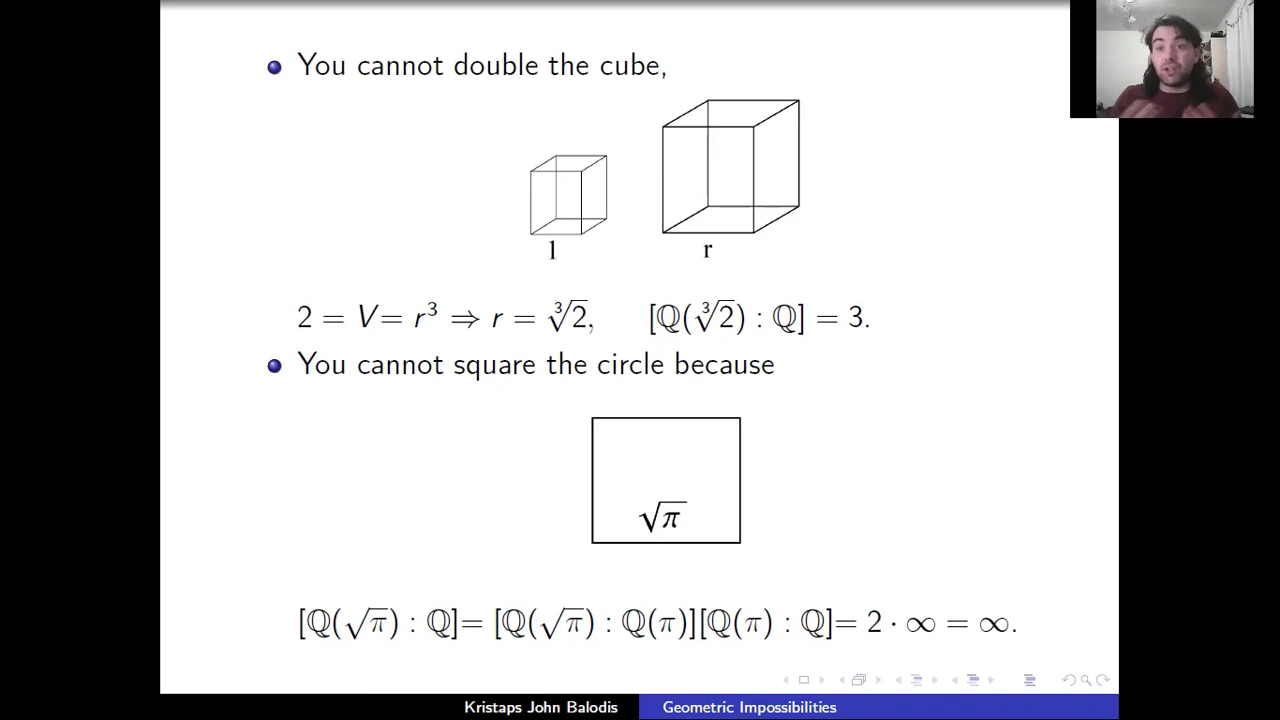 You cannot double the cube,
1
r
2 = V= r³ ⇒ r = ∛2, [ℚ(∛2) : ℚ] = 3.
You cannot square the circle because
√π
[ℚ(√π) : ℚ]= [ℚ(√π) : ℚ(π)][ℚ(π) : ℚ]= 2 · ∞ = ∞.
Kristaps John Balodis
Geometric Impossibilities